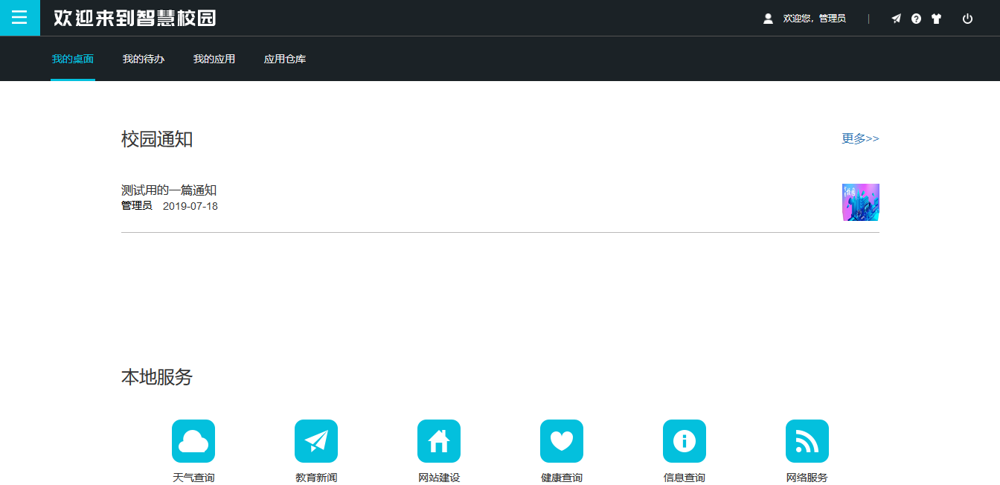 欢迎来到智慧校园
欢迎您，管理员
我的桌面 我的待办 我的应用 应用仓库
校园通知 更多>>
测试用的一篇通知
管理员 2019-07-18
本地服务
天气查询 教育新闻 网站建设 健康查询 信息查询 网络服务